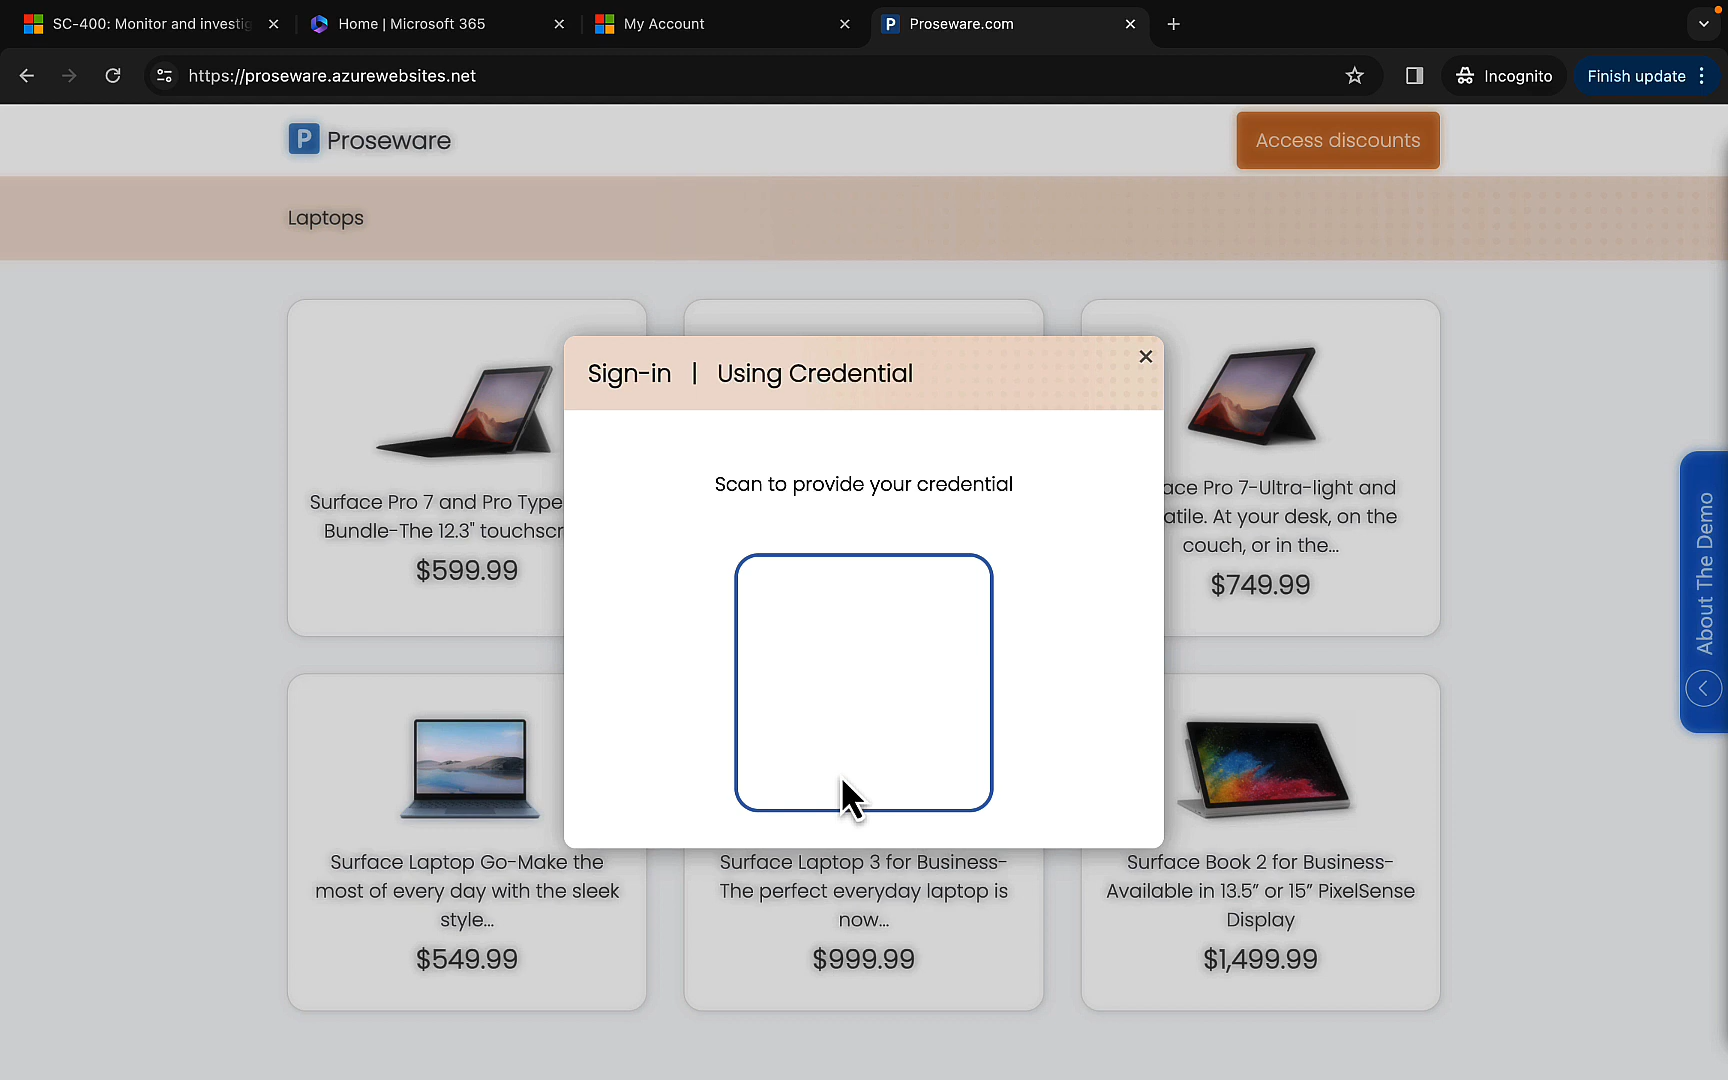 SC-400: Monitor and investig
Home | Microsoft 365
My Account
P Proseware.com
https://proseware.azurewebsites.net
Incognito
Finish update
P Proseware
Access discounts
Laptops
Sign-in | Using Credential
Scan to provide your credential
Surface Pro 7 and Pro Type
Bundle-The 12.3" touchscr
$599.99
ace Pro 7-Ultra-light and
atile. At your desk, on the
couch, or in the...
$749.99
Surface Laptop Go-Make the
most of every day with the sleek
style...
$549.99
Surface Laptop 3 for Business-
The perfect everyday laptop is
now...
$999.99
Surface Book 2 for Business-
Available in 13.5” or 15” PixelSense
Display
$1,499.99
About The Demo